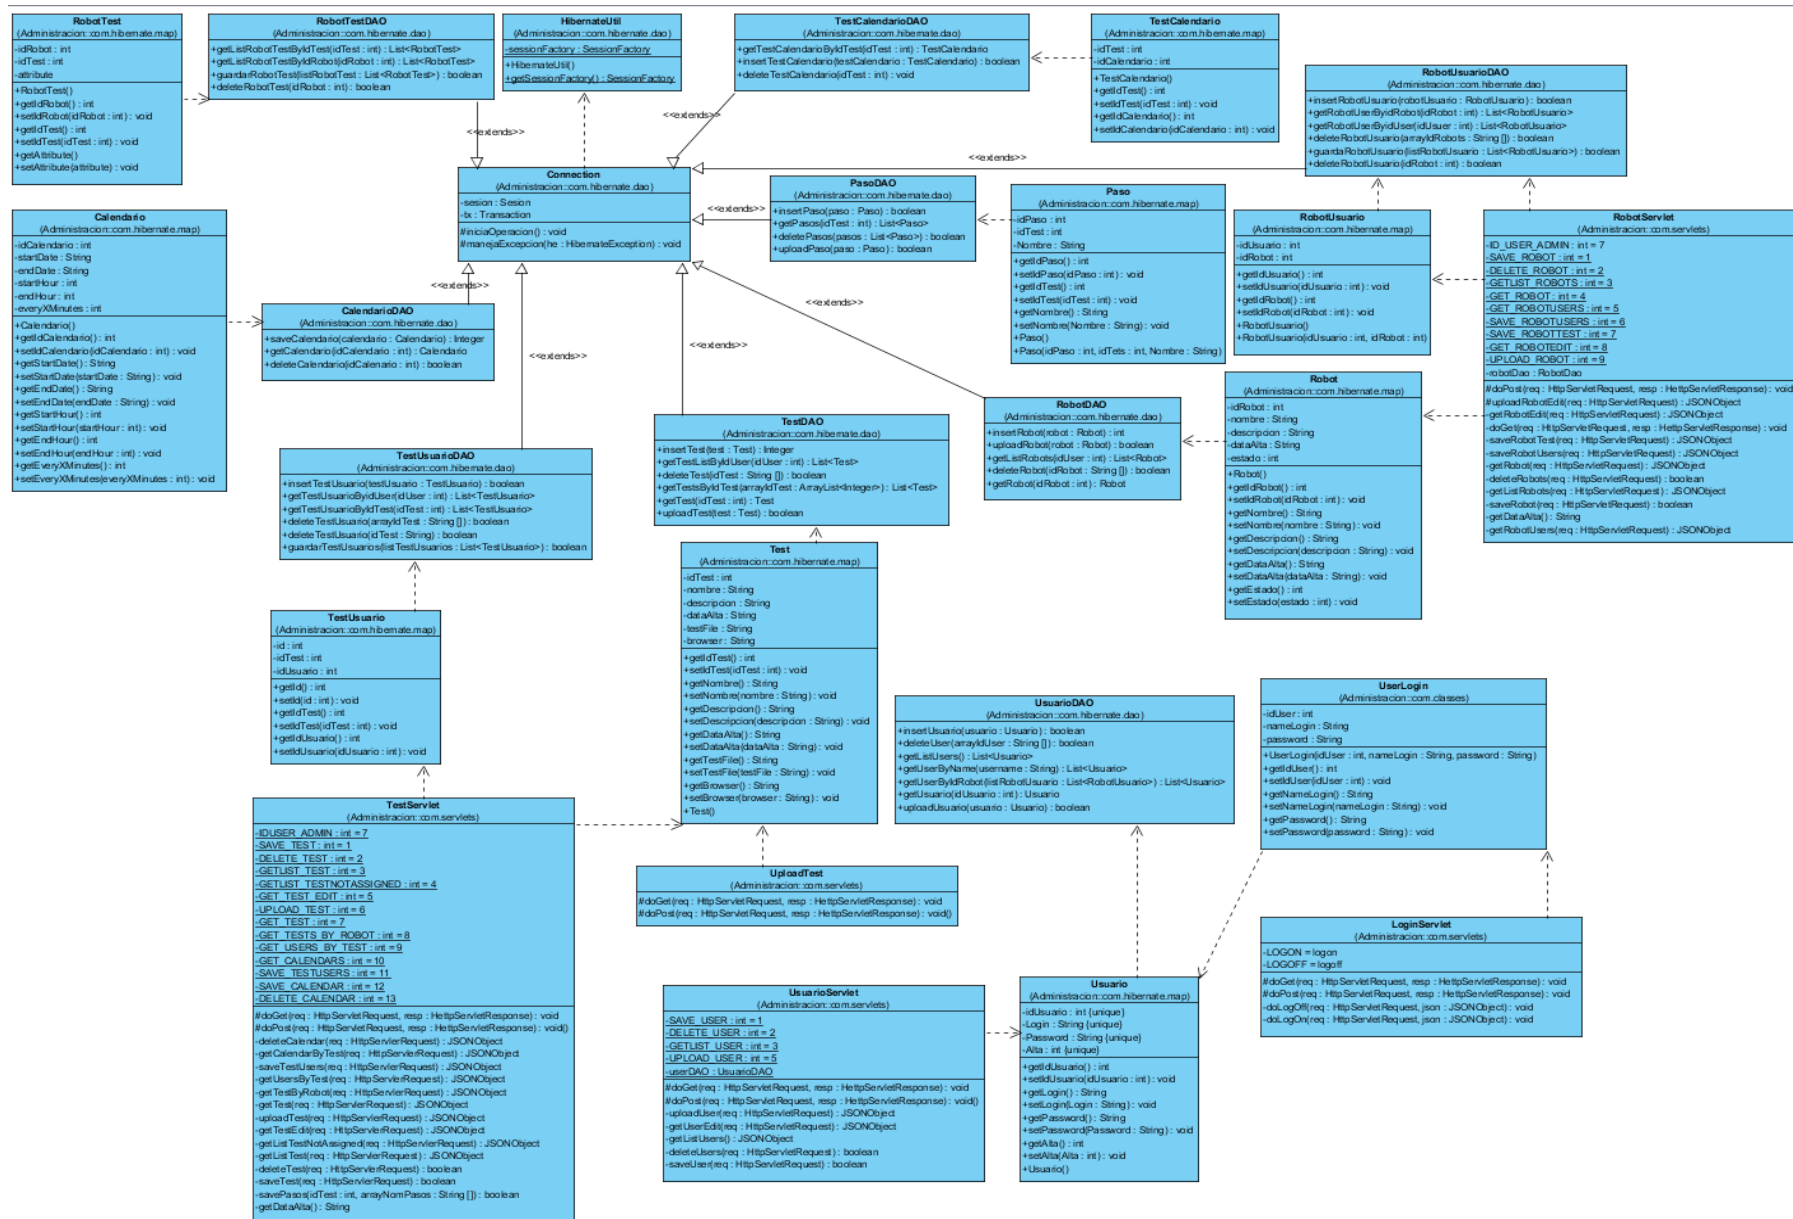 RobotTest
(Administracion::com.hibernate.map)
-idRobot : int
-idTest : int
-attribute
+RobotTest()
+getIdRobot() : int
+setIdRobot(idRobot : int) : void
+getIdTest() : int
+setIdTest(idTest : int) : void
+getAttribute()
+setAttribute(attribute) : void
RobotTestDAO
(Administracion::com.hibernate.dao)
+getListRobotTestByIdTest(idTest : int) : List<RobotTest>
+getListRobotTestByIdRobot(idRobot : int) : List<RobotTest>
+guardarRobotTest(listRobotTest : List<RobotTest>) : boolean
+deleteRobotTest(idRobot : int) : boolean
HibernateUtil
(Administracion::com.hibernate.dao)
-sessionFactory : SessionFactory
+HibernateUtil()
+getSessionFactory() : SessionFactory
TestCalendarioDAO
(Administracion::com.hibernate.dao)
+getTestCalendarioByIdTest(idTest : int) : TestCalendario
+insertTestCalendario(testCalendario : TestCalendario) : boolean
+deleteTestCalendario(idTest : int) : void
TestCalendario
(Administracion::com.hibernate.map)
-idTest : int
-idCalendario : int
+TestCalendario()
+getIdTest() : int
+setIdTest(idTest : int) : void
+getIdCalendario() : int
+setIdCalendario(idCalendario : int) : void
RobotUsuarioDAO
(Administracion::com.hibernate.dao)
+insertRobotUsuario(robotUsuario : RobotUsuario) : boolean
+getRobotUserByidRobot(idRobot : int) : List<RobotUsuario>
+getRobotUserByidUser(idUsuer : int) : List<RobotUsuario>
+deleteRobotUsuario(arrayIdRobots : String []) : boolean
+guardaRobotUsuario(listRobotUsuario : List<RobotUsuario>) : boolean
+deleteRobotUsuario(idRobot : int) : boolean
<<extends>>
<<extends>>
<<extends>>
Connection
(Administracion::com.hibernate.dao)
-sesion : Sesion
-tx : Transaction
#iniciaOperacion() : void
#manejaExcepcion(he : HibernateException) : void
<<extends>>
PasoDAO
(Administracion::com.hibernate.dao)
+insertPaso(paso : Paso) : boolean
+getPasos(idTest : int) : List<Paso>
+deletePasos(pasos : List<Paso>) : boolean
+uploadPaso(paso : Paso) : boolean
Paso
(Administracion::com.hibernate.map)
-idPaso : int
-idTest : int
-Nombre : String
+getIdPaso() : int
+setIdPaso(idPaso : int) : void
+getIdTest() : int
+setIdTest(idTest : int) : void
+getNombre() : String
+setNombre(Nombre : String) : void
+Paso()
+Paso(idPaso : int, idTets : int, Nombre : String)
RobotUsuario
(Administracion::com.hibernate.map)
-idUsuario : int
-idRobot : int
+getIdUsuario() : int
+setIdUsuario(idUsuario : int) : void
+getIdRobot() : int
+setIdRobot(idRobot : int) : void
+RobotUsuario()
+RobotUsuario(idUsuario : int, idRobot : int)
RobotServlet
(Administracion::com.servlets)
-ID_USER_ADMIN : int = 7
-SAVE_ROBOT : int = 1
-DELETE_ROBOT : int = 2
-GETLIST_ROBOTS : int = 3
-GET_ROBOT : int = 4
-GET_ROBOTUSERS : int = 5
-SAVE_ROBOTUSERS : int = 6
-SAVE_ROBOTTEST : int = 7
-GET_ROBOTEDIT : int = 8
-UPLOAD_ROBOT : int = 9
-robotDao : RobotDao
#doPost(req : HttpServletRequest, resp : HettpServletResponse) : void
#uploadRobotEdit(req : HttpServletRequest) : JSONObject
-getRobotEdit(req : HttpServletRequest) : JSONObject
-doGet(req : HttpServletRequest, resp : HettpServletResponse) : void
-saveRobotTest(req : HttpServletRequest) : JSONObject
-saveRobotUsers(req : HttpServletRequest) : JSONObject
-getRobot(req : HttpServletRequest) : JSONObject
-deleteRobots(req : HttpServletRequest) : boolean
-getListRobots(req : HttpServletRequest) : JSONObject
-saveRobot(req : HttpServletRequest) : boolean
-getDataAlta() : String
-getRobotUsers(req : HttpServletRequest) : JSONObject
Calendario
(Administracion::com.hibernate.map)
-idCalendario : int
-startDate : String
-endDate : String
-startHour : int
-endHour : int
-everyXMinutes : int
+Calendario()
+getIdCalendario() : int
+setIdCalendario(idCalendario : int) : void
+getStartDate() : String
+setStartDate(startDate : String) : void
+getEndDate() : String
+setEndDate(endDate : String) : void
+getStartHour() : int
+setStartHour(startHour : int) : void
+getEndHour() : int
+setEndHour(endHour : int) : void
+getEveryXMinutes() : int
+setEveryXMinutes(everyXMinutes : int) : void
<<extends>>
CalendarioDAO
(Administracion::com.hibernate.dao)
+saveCalendario(calendario : Calendario) : Integer
+getCalendario(idCalendario : int) : Calendario
+deleteCalendario(idCalenario : int) : boolean
<<extends>>
<<extends>>
<<extends>>
Robot
(Administracion::com.hibernate.map)
-idRobot : int
-nombre : String
-descripcion : String
-dataAlta : String
-estado : int
+Robot()
+getIdRobot() : int
+setIdRobot(idRobot : int) : void
+getNombre() : String
+setNombre(nombre : String) : void
+getDescripcion() : String
+setDescripcion(descripcion : String) : void
+getDataAlta() : String
+setDataAlta(dataAlta : String) : void
+getEstado() : int
+setEstado(estado : int) : void
RobotDAO
(Administracion::com.hibernate.dao)
+insertRobot(robot : Robot) : int
+uploadRobot(robot : Robot) : boolean
+getListRobots(idUser : int) : List<Robot>
+deleteRobot(idRobot : String []) : boolean
+getRobot(idRobot : int) : Robot
TestDAO
(Administracion::com.hibernate.dao)
+insertTest(test : Test) : Integer
+getTestListByIdUser(idUser : int) : List<Test>
+deleteTest(idTest : String []) : boolean
+getTestsByIdTest(arrayIdTest : ArrayList<Integer>) : List<Test>
+getTest(idTest : int) : Test
+uploadTest(test : Test) : boolean
TestUsuarioDAO
(Administracion::com.hibernate.dao)
+insertTestUsuario(testUsuario : TestUsuario) : boolean
+getTestUsuarioByidUser(idUser : int) : List<TestUsuario>
+getTestUsuarioByIdTest(idTest : int) : List<TestUsuario>
+deleteTestUsuario(arrayIdTest : String []) : boolean
+deleteTestUsuario(idTest : String) : boolean
+guardarTestUsuarios(listTestUsuarios : List<TestUsuario>) : boolean
Test
(Administracion::com.hibernate.map)
-idTest : int
-nombre : String
-descripcion : String
-dataAlta : String
-testFile : String
-browser : String
+getIdTest() : int
+setIdTest(idTest : int) : void
+getNombre() : String
+setNombre(nombre : String) : void
+getDescripcion() : String
+setDescripcion(descripcion : String) : void
+getDataAlta() : String
+setDataAlta(dataAlta : String) : void
+getTestFile() : String
+setTestFile(testFile : String) : void
+getBrowser() : String
+setBrowser(browser : String) : void
+Test()
TestUsuario
(Administracion::com.hibernate.map)
-id : int
-idTest : int
-idUsuario : int
+getId() : int
+setId(id : int) : void
+getIdTest() : int
+setIdTest(idTest : int) : void
+getIdUsuario() : int
+setIdUsuario(idUsuario : int) : void
UsuarioDAO
(Administracion::com.hibernate.dao)
+insertUsuario(usuario : Usuario) : boolean
+deleteUser(arrayIdUser : String []) : boolean
+getListUsers() : List<Usuario>
+getUserByName(username : String) : List<Usuario>
+getUserByIdRobot(listRobotUsuario : List<RobotUsuario>) : List<Usuario>
+getUsuario(idUsuario : int) : Usuario
+uploadUsuario(usuario : Usuario) : boolean
UserLogin
(Administracion::com.classes)
-idUser : int
-nameLogin : String
-password : String
+UserLogin(idUser : int, nameLogin : String, password : String)
+getIdUser() : int
+setIdUser(idUser : int) : void
+getNameLogin() : String
+setNameLogin(nameLogin : String) : void
+getPassword() : String
+setPassword(password : String) : void
TestServlet
(Administracion::com.servlets)
-IDUSER_ADMIN : int = 7
-SAVE_TEST : int = 1
-DELETE_TEST : int = 2
-GETLIST_TEST : int = 3
-GETLIST_TESTNOTASSIGNED : int = 4
-GET_TEST_EDIT : int = 5
-UPLOAD_TEST : int = 6
-GET_TEST : int = 7
-GET_TESTS_BY_ROBOT : int = 8
-GET_USERS_BY_TEST : int = 9
-GET_CALENDARS : int = 10
-SAVE_TESTUSERS : int = 11
-SAVE_CALENDAR : int = 12
-DELETE_CALENDAR : int = 13
#doGet(req : HttpServletRequest, resp : HettpServletResponse) : void
#doPost(req : HttpServletRequest, resp : HettpServletResponse) : void()
-deleteCalendar(req : HttpServlerRequest) : JSONObject
-getCalendarByTest(req : HttpServlerRequest) : JSONObject
-saveTestUsers(req : HttpServlerRequest) : JSONObject
-getUsersByTest(req : HttpServlerRequest) : JSONObject
-getTestByRobot(req : HttpServlerRequest) : JSONObject
-getTest(req : HttpServlerRequest) : JSONObject
-uploadTest(req : HttpServlerRequest) : JSONObject
-getTestEdit(req : HttpServlerRequest) : JSONObject
-getListTestNotAssigned(req : HttpServlerRequest) : JSONObject
-getListTest(req : HttpServlerRequest) : JSONObject
-deleteTest(req : HttpServlerRequest) : boolean
-saveTest(req : HttpServlerRequest) : boolean
-savePasos(idTest : int, arrayNomPasos : String []) : boolean
-getDataAlta() : String
UploadTest
(Administracion::com.servlets)
#doGet(req : HttpServletRequest, resp : HettpServletResponse) : void
#doPost(req : HttpServletRequest, resp : HettpServletResponse) : void()
LoginServlet
(Administracion::com.servlets)
-LOGON = logon
-LOGOFF = logoff
#doGet(req : HttpServletRequest, resp : HettpServletResponse) : void
#doPost(req : HttpServletRequest, resp : HettpServletResponse) : void
-doLogOff(req : HttpServletRequest, json : JSONObject) : void
-doLogOn(req : HttpServletRequest, json : JSONObject) : void
UsuarioServlet
(Administracion::com.servlets)
-SAVE_USER : int = 1
-DELETE_USER : int = 2
-GETLIST_USER : int = 3
-UPLOAD_USER : int = 5
-userDAO : UsuarioDAO
#doGet(req : HttpServletRequest, resp : HettpServletResponse) : void
#doPost(req : HttpServletRequest, resp : HettpServletResponse) : void()
-uploadUser(req : HttpServletRequest) : JSONObject
-getUserEdit(req : HttpServletRequest) : JSONObject
-getListUsers() : JSONObject
-deleteUsers(req : HttpServletRequest) : boolean
-saveUser(req : HttpServletRequest) : boolean
Usuario
(Administracion::com.hibernate.map)
-idUsuario : int {unique}
-Login : String {unique}
-Password : String {unique}
-Alta : int {unique}
+getIdUsuario() : int
+setIdUsuario(idUsuario : int) : void
+getLogin() : String
+setLogin(Login : String) : void
+getPassword() : String
+setPassword(Password : String) : void
+getAlta() : int
+setAlta(Alta : int) : void
+Usuario()